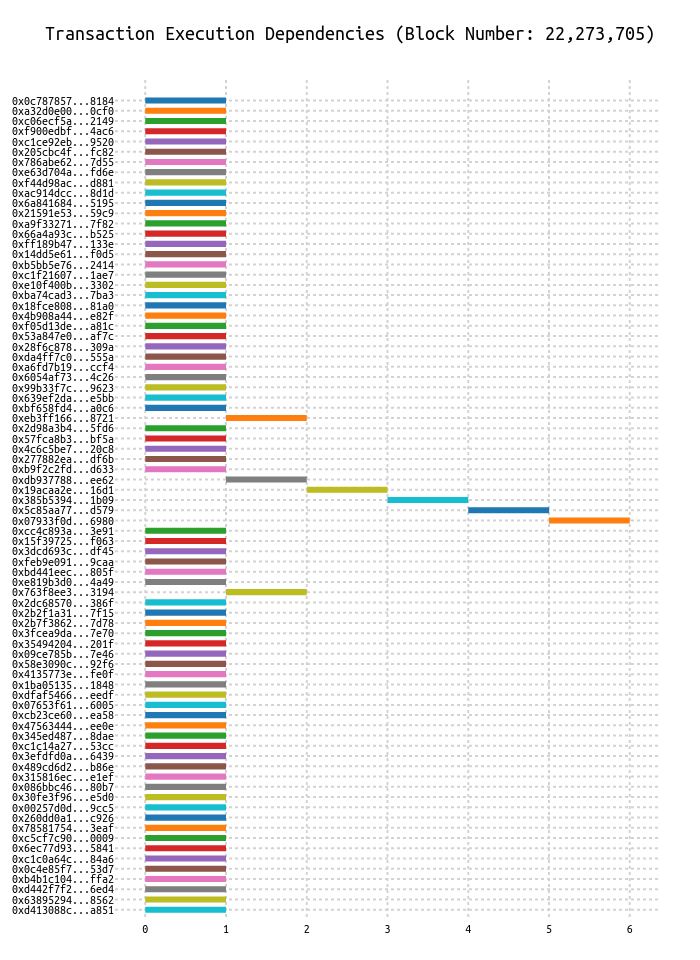 Transaction Execution Dependencies (Block Number: 22,273,705)
0x0c787857...8184
0xa32d0e00...0cf0
0xc06ecf5a...2149
0xf900edbf...4ac6
0xc1ce92eb...9520
0x205cbc4f...fc82
0x786abe62...7d55
0xe63d704a...fd6e
0xf44d98ac...d881
0xac914dcc...8d1d
0x6a841684...5195
0x21591e53...59c9
0xa9f33271...7f82
0x66a4a93c...b525
0xff189b47...133e
0x14dd5e61...f0d5
0xb5bb5e76...2414
0xc1f21607...1ae7
0xe10f400b...3302
0xba74cad3...7ba3
0x18fce808...81a0
0x4b908a44...e82f
0xf05d13de...a81c
0x53a847e0...af7c
0x28f6c878...309a
0xda4ff7c0...555a
0xa6fd7b19...ccf4
0x6054af73...4c26
0x99b33f7c...9623
0x639ef2da...e5bb
0xbf658fd4...a0c6
0xeb3ff166...8721
0x2d98a3b4...5fd6
0x57fca8b3...bf5a
0x4c6c5be7...20c8
0x277882ea...df6b
0xb9f2c2fd...d633
0xdb937788...ee62
0x19acaa2e...16d1
0x385b5394...1b09
0x5c85aa77...d579
0x07933f0d...6980
0xcc4c893a...3e91
0x15f39725...f063
0x3dcd693c...df45
0xfeb9e091...9caa
0xbd441eec...805f
0xe819b3d0...4a49
0x763f8ee3...3194
0x2dc68570...386f
0x2b2f1a31...7f15
0x2b7f3862...7d78
0x3fcea9da...7e70
0x35494204...201f
0x09ce785b...7e46
0x58e3090c...92f6
0x4135773e...fe0f
0x1ba05135...1848
0xdfaf5466...eedf
0x07653f61...6005
0xcb23ce60...ea58
0x47563444...ee0e
0x345ed487...8dae
0xc1c14a27...53cc
0x3efdfd0a...6439
0x489cd6d2...b86e
0x315816ec...e1ef
0x086bbc46...80b7
0x30fe3f96...e5d0
0x00257d0d...9cc5
0x260dd0a1...c926
0x78581754...3eaf
0xc5cf7c90...0009
0x6ec77d93...5841
0xc1c0a64c...84a6
0x0c4e85f7...53d7
0xb4b1c104...ffa2
0xd442f7f2...6ed4
0x63895294...8562
0xd413088c...a851
0 1 2 3 4 5 6